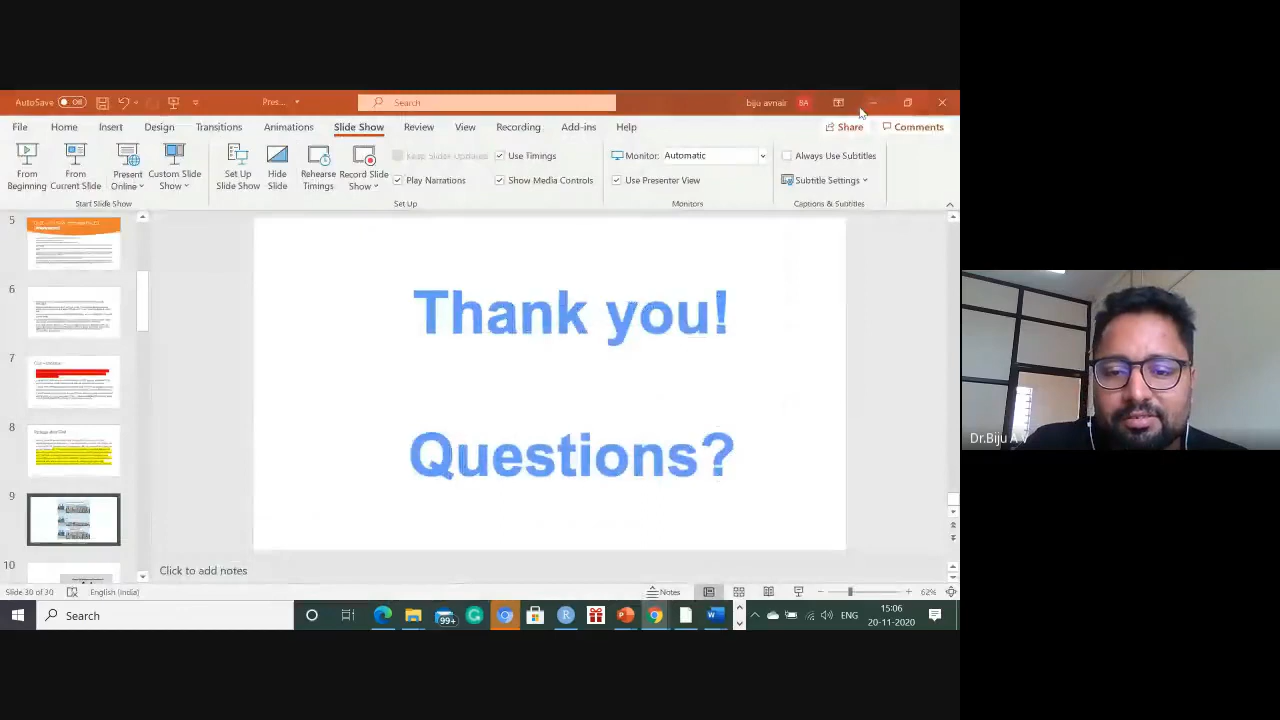 AutoSave Off
Pres...
Search
biju avnair BA
File Home Insert Design Transitions Animations Slide Show Review View Recording Add-ins Help
Share Comments
From Beginning
From Current Slide
Present Online
Custom Slide Show
Set Up Slide Show
Hide Slide
Rehearse Timings
Record Slide Show
Keep Slides Updated
Play Narrations
Use Timings
Show Media Controls
Monitor: Automatic
Use Presenter View
Always Use Subtitles
Subtitle Settings
Start Slide Show
Set Up
Monitors
Captions & Subtitles
5
6
7
8
9
10
Thank you!
Questions?
Click to add notes
Slide 30 of 30
English (India)
Notes
62%
Search
99+
ENG
15:06
20-11-2020
Dr.Biju A V